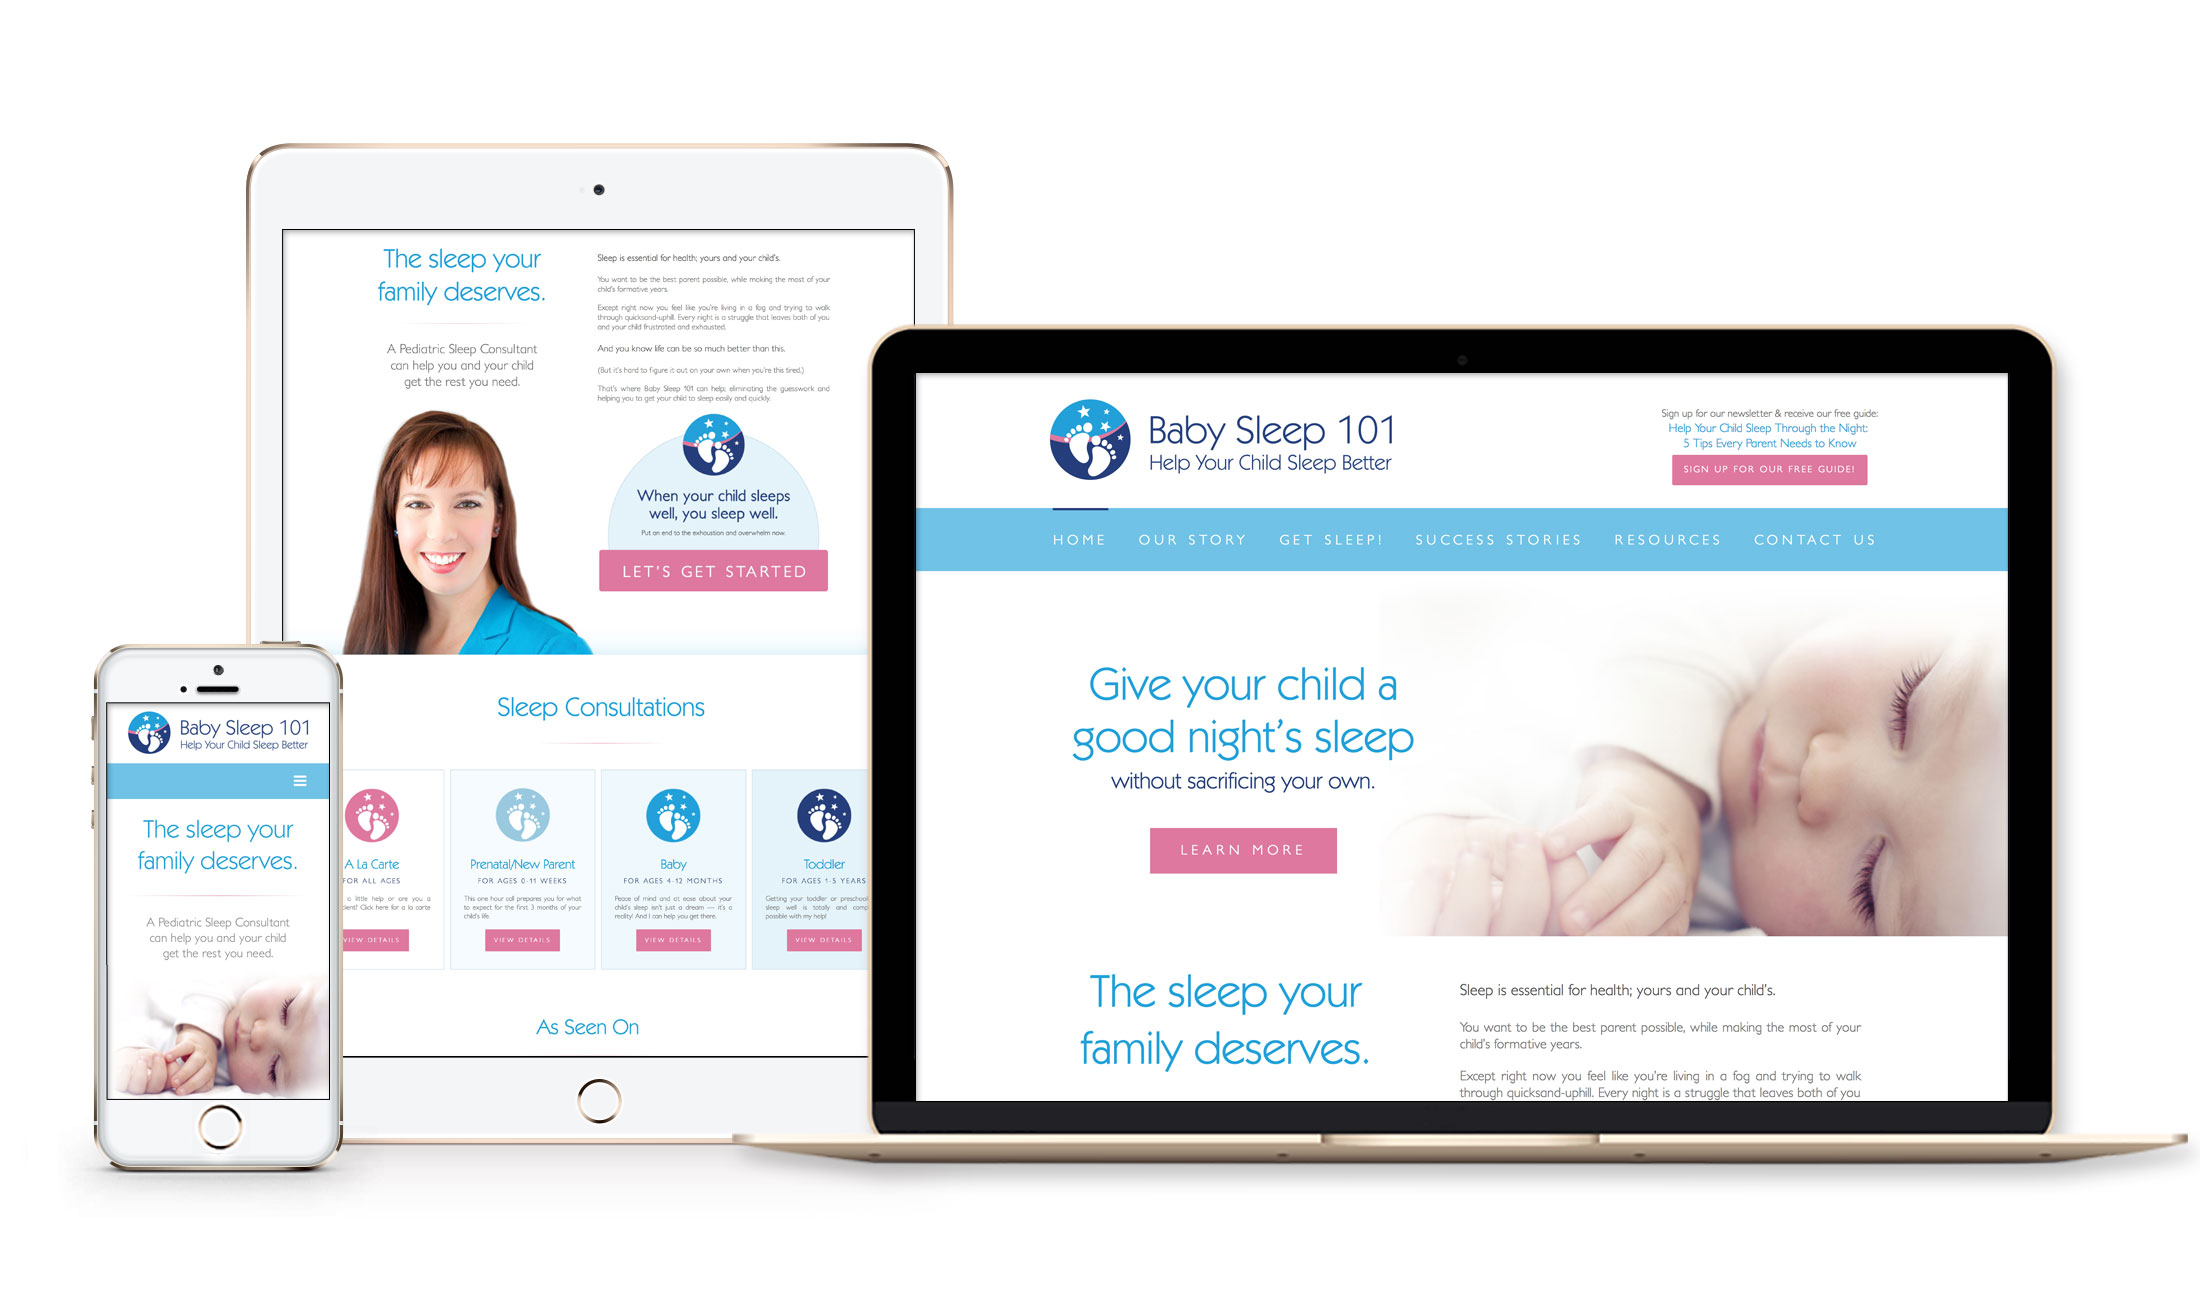 The sleep your
family deserves.
A Pediatric Sleep Consultant
can help you and your child
get the rest you need.
Sleep is essential for health; yours and your child's.
You want to be the best parent possible, while making the most of your
child's formative years.
Except right now you feel like you're living in a fog and trying to walk
through quicksand-uphill. Every night is a struggle that leaves both of you
and your child frustrated and exhausted.
And you know life can be so much better than this.
(But it's hard to figure it out on your own when you're this tired.)
That's where Baby Sleep 101 can help; eliminating the guesswork and
helping you to get your child to sleep easily and quickly.
When your child sleeps
well, you sleep well.
Put an end to the exhaustion and overwhelm now.
LET'S GET STARTED
Sleep Consultations
A La Carte
FOR ALL AGES
a little help or are you a
client? Click here for a la carte
VIEW DETAILS
Prenatal/New Parent
FOR AGES 0-11 WEEKS
This one hour call prepares you for what
to expect for the first 3 months of your
child's life.
VIEW DETAILS
Baby
FOR AGES 4-12 MONTHS
Peace of mind and at ease about your
child's sleep isn't just a dream — it's a
reality! And I can help you get there.
VIEW DETAILS
Toddler
FOR AGES 1-5 YEARS
Getting your toddler or preschool
sleep well is totally and com
possible with my help!
VIEW DETAILS
As Seen On
Baby Sleep 101
Help Your Child Sleep Better
The sleep your
family deserves.
A Pediatric Sleep Consultant
can help you and your child
get the rest you need.
Baby Sleep 101
Help Your Child Sleep Better
Sign up for our newsletter & receive our free guide:
Help Your Child Sleep Through the Night:
5 Tips Every Parent Needs to Know
SIGN UP FOR OUR FREE GUIDE!
HOME OUR STORY GET SLEEP! SUCCESS STORIES RESOURCES CONTACT US
Give your child a
good night's sleep
without sacrificing your own.
LEARN MORE
The sleep your
family deserves.
Sleep is essential for health; yours and your child's.
You want to be the best parent possible, while making the most of your
child's formative years.
Except right now you feel like you're living in a fog and trying to walk
through quicksand-uphill. Every night is a struggle that leaves both of you